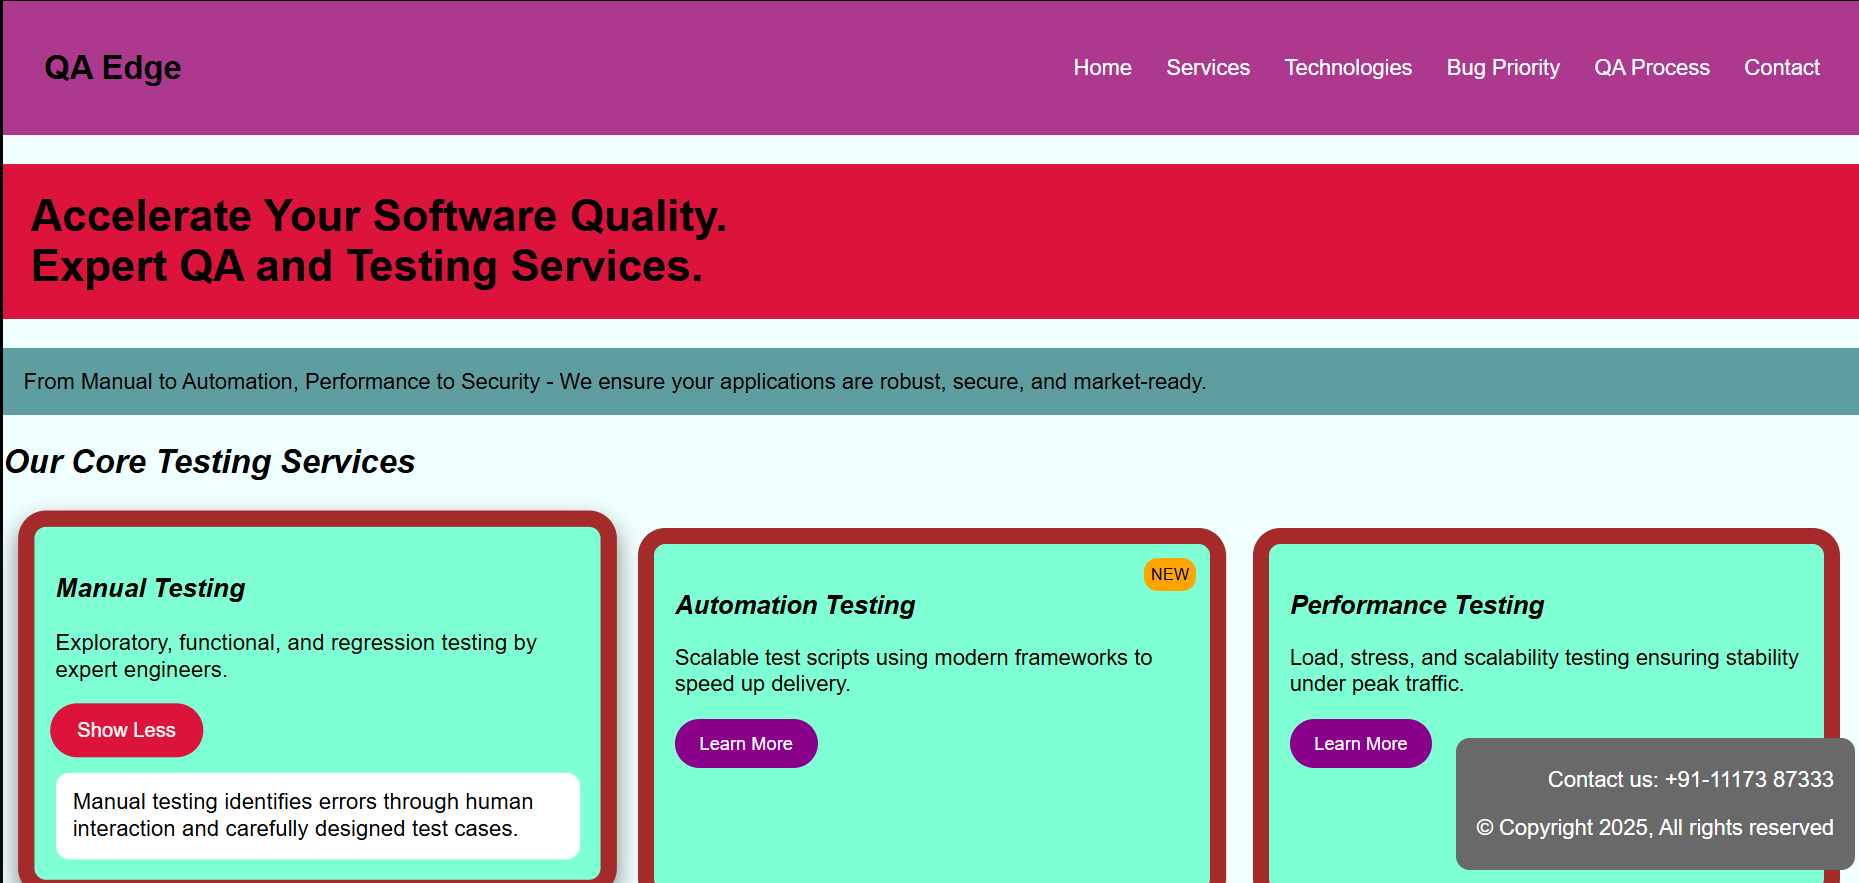 QA Edge
Home
Services
Technologies
Bug Priority
QA Process
Contact
Accelerate Your Software Quality.
Expert QA and Testing Services.
From Manual to Automation, Performance to Security - We ensure your applications are robust, secure, and market-ready.
Our Core Testing Services
Manual Testing
Exploratory, functional, and regression testing by
expert engineers.
Show Less
Manual testing identifies errors through human
interaction and carefully designed test cases.
NEW
Automation Testing
Scalable test scripts using modern frameworks to
speed up delivery.
Learn More
Performance Testing
Load, stress, and scalability testing ensuring stability
under peak traffic.
Learn More
Contact us: +91-11173 87333
© Copyright 2025, All rights reserved